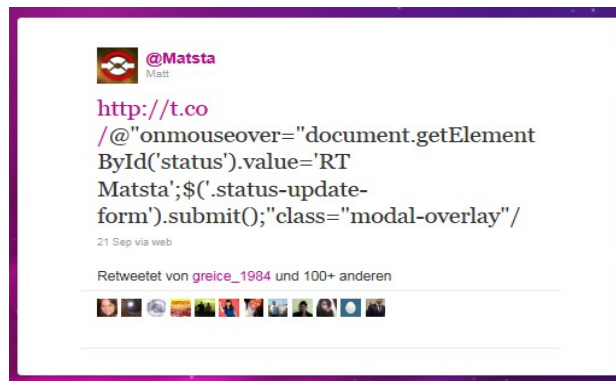 @Matsta
Matt
http://t.co
/@"onmouseover="document.getElement
ById('status').value='RT
Matsta';$('.status-update-
form').submit();"class="modal-overlay"/
21 Sep via web
Retweetet von greice_1984 und 100+ anderen